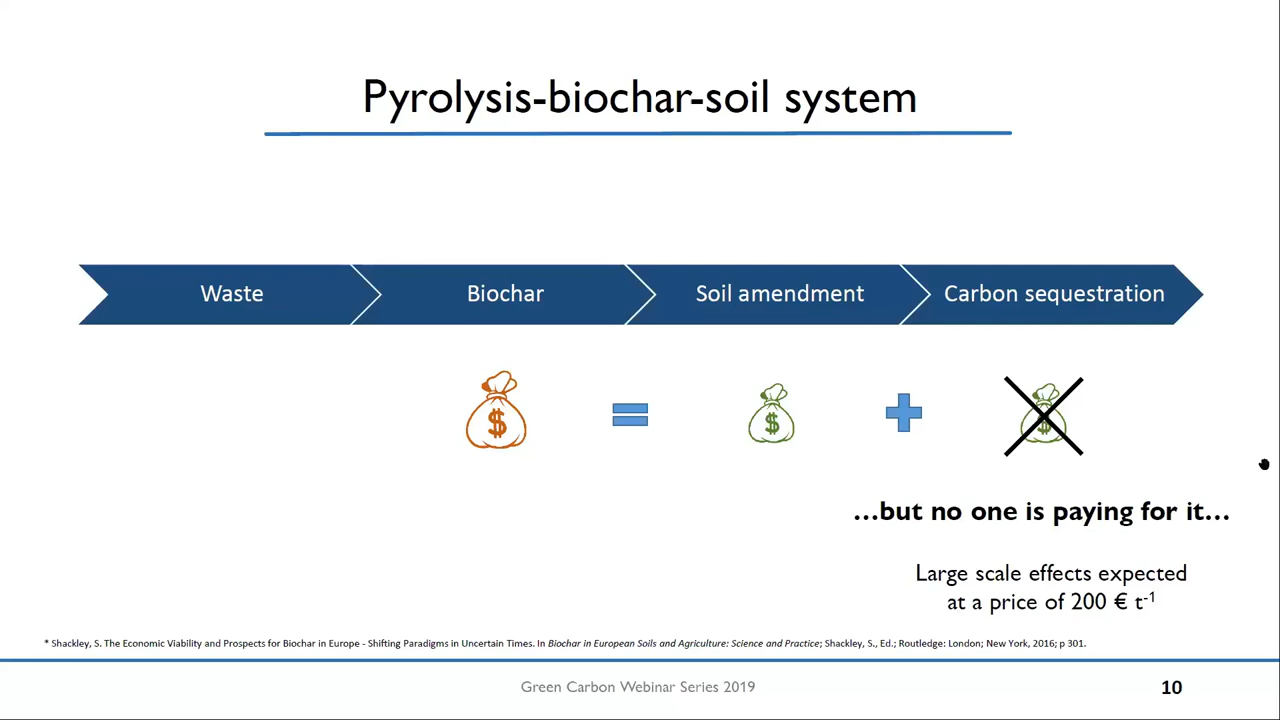 Pyrolysis-biochar-soil system
Waste
Biochar
Soil amendment
Carbon sequestration
$
$
$
…but no one is paying for it…
Large scale effects expected
at a price of 200 € t⁻¹
* Shackley, S. The Economic Viability and Prospects for Biochar in Europe - Shifting Paradigms in Uncertain Times. In Biochar in European Soils and Agriculture: Science and Practice; Shackley, S., Ed.; Routledge: London; New York, 2016; p 301.
Green Carbon Webinar Series 2019
10